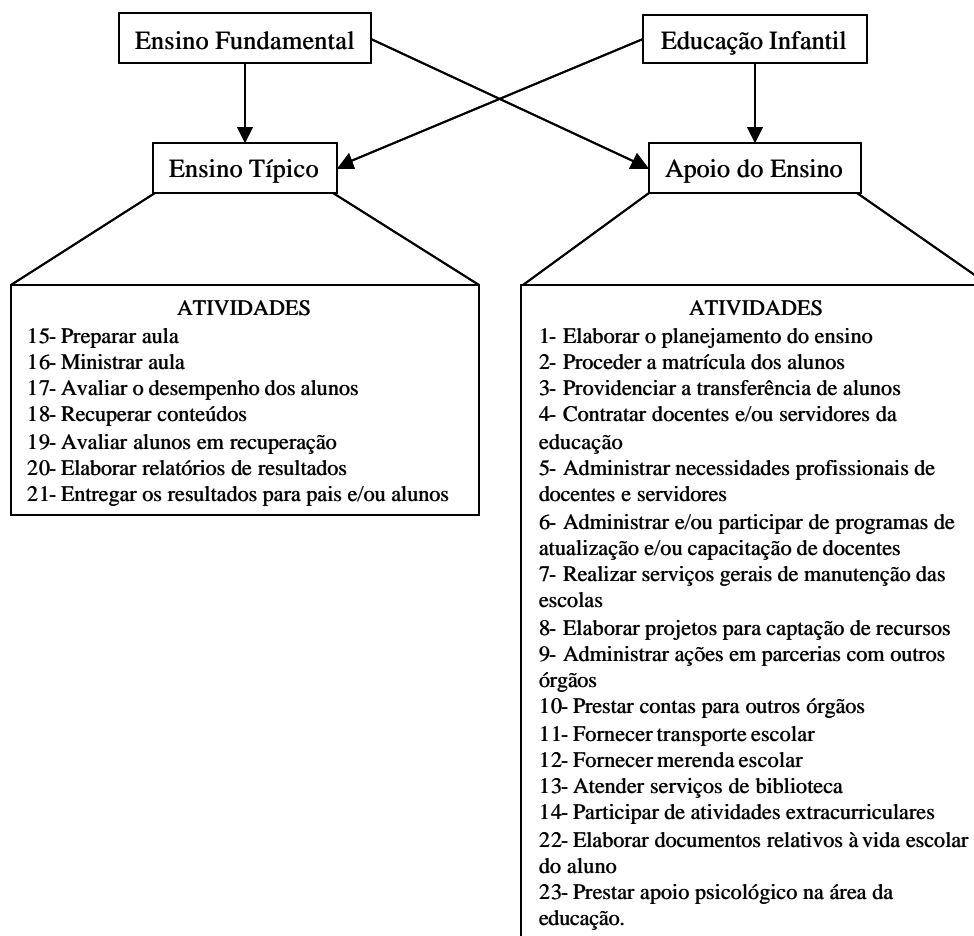 Ensino Fundamental
Educação Infantil
Ensino Típico
Apoio do Ensino
ATIVIDADES
15- Preparar aula
16- Ministrar aula
17- Avaliar o desempenho dos alunos
18- Recuperar conteúdos
19- Avaliar alunos em recuperação
20- Elaborar relatórios de resultados
21- Entregar os resultados para pais e/ou alunos
ATIVIDADES
1- Elaborar o planejamento do ensino
2- Proceder a matrícula dos alunos
3- Providenciar a transferência de alunos
4- Contratar docentes e/ou servidores da
educação
5- Administrar necessidades profissionais de
docentes e servidores
6- Administrar e/ou participar de programas de
atualização e/ou capacitação de docentes
7- Realizar serviços gerais de manutenção das
escolas
8- Elaborar projetos para captação de recursos
9- Administrar ações em parcerias com outros
órgãos
10- Prestar contas para outros órgãos
11- Fornecer transporte escolar
12- Fornecer merenda escolar
13- Atender serviços de biblioteca
14- Participar de atividades extracurriculares
22- Elaborar documentos relativos à vida escolar
do aluno
23- Prestar apoio psicológico na área da
educação.